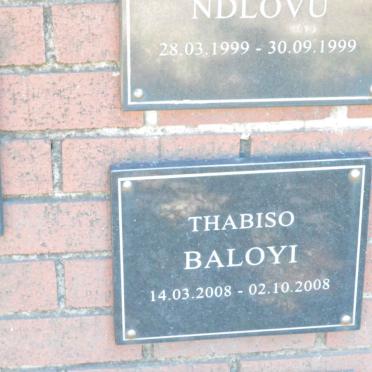 NDLOVU
28.03.1999 - 30.09.1999
THABISO
BALOYI
14.03.2008 - 02.10.2008